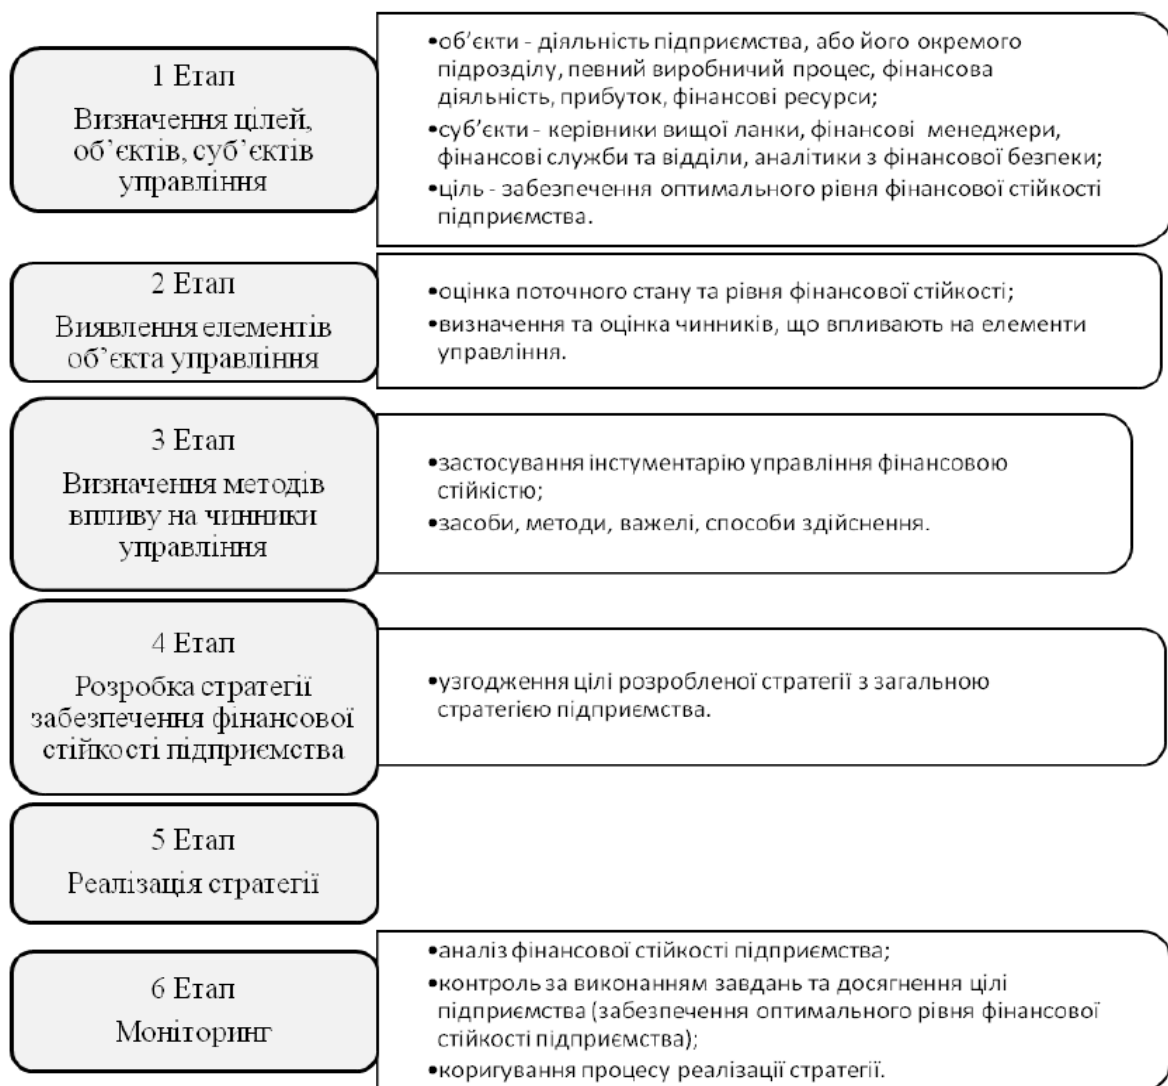 1 Етап
Визначення цілей,
об’єктів, суб’єктів
управління
•об’єкти - діяльність підприємства, або його окремого
підрозділу, певний виробничий процес, фінансова
діяльність, прибуток, фінансові ресурси;
•суб’єкти - керівники вищої ланки, фінансові менеджери,
фінансові служби та відділи, аналітики з фінансової безпеки;
•ціль - забезпечення оптимального рівня фінансової стійкості
підприємства.
2 Етап
Виявлення елементів
об’єкта управління
•оцінка поточного стану та рівня фінансової стійкості;
•визначення та оцінка чинників, що впливають на елементи
управління.
3 Етап
Визначення методів
впливу на чинники
управління
•застосування інстументарію управління фінансовою
стійкістю;
•засоби, методи, важелі, способи здійснення.
4 Етап
Розробка стратегії
забезпечення фінансової
стійкості підприємства
•узгодження цілі розробленої стратегії з загальною
стратегією підприємства.
5 Етап
Реалізація стратегії
6 Етап
Моніторинг
•аналіз фінансової стійкості підприємства;
•контроль за виконанням завдань та досягнення цілі
підприємства (забезпечення оптимального рівня фінансової
стійкості підприємства);
•коригування процесу реалізації стратегії.